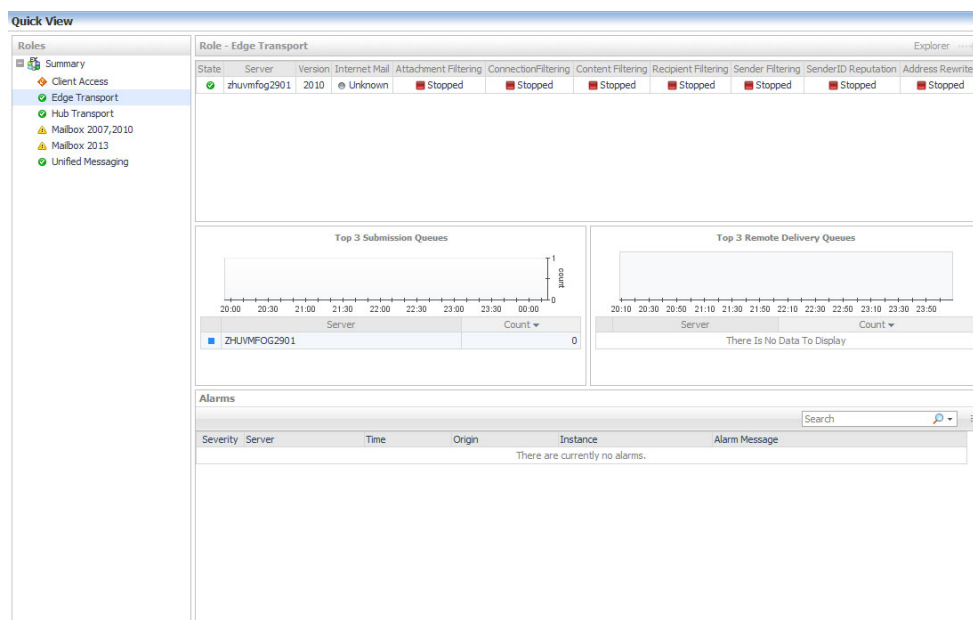 Quick View
Roles
Summary
Client Access
Edge Transport
Hub Transport
Mailbox 2007,2010
Mailbox 2013
Unified Messaging
Role - Edge Transport Explorer
State Server Version Internet Mail Attachment Filtering ConnectionFiltering Content Filtering Recipient Filtering Sender Filtering SenderID Reputation Address Rewrite
zhuvmfog2901 2010 Unknown Stopped Stopped Stopped Stopped Stopped Stopped Stopped
Top 3 Submission Queues
1
count
0
20:00 20:30 21:00 21:30 22:00 22:30 23:00 23:30 00:00
Server Count
ZHUVMFOG2901 0
Top 3 Remote Delivery Queues
20:10 20:30 20:50 21:10 21:30 21:50 22:10 22:30 22:50 23:10 23:30 23:50
Server Count
There Is No Data To Display
Alarms
Search
Severity Server Time Origin Instance Alarm Message
There are currently no alarms.